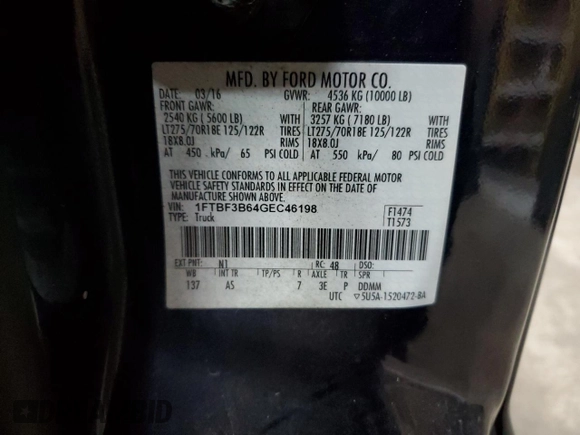 MFD. BY FORD MOTOR CO.
DATE: 03/16 GVWR: 4536 KG (10000 LB)
FRONT GAWR: REAR GAWR:
2540 KG (5600 LB) WITH 3257 KG (7180 LB) WITH
LT275/70R18E 125/122R TIRES LT275/70R18E 125/122R TIRES
18X8.0J RIMS 18X8.0J RIMS
AT 450 kPa/ 65 PSI COLD AT 550 kPa/ 80 PSI COLD
THIS VEHICLE CONFORMS TO ALL APPLICABLE FEDERAL MOTOR
VEHICLE SAFETY STANDARDS IN EFFECT ON THE DATE OF
MANUFACTURE SHOWN ABOVE.
VIN: 1FTBF3B64GEC46198 F1474
TYPE: Truck T1573
EXT PNT: N1 RC: 48 DSO:
WB INT TR TP/PS R AXLE TR SPR
137 AS 7 3E P DDMM
UTC ▽5U5A-1520472-BA